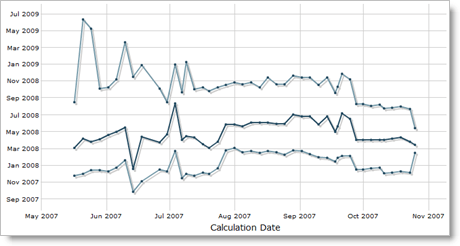 Jul 2009
May 2009
Mar 2009
Jan 2009
Nov 2008
Sep 2008
Jul 2008
May 2008
Mar 2008
Jan 2008
Nov 2007
Sep 2007
May 2007 Jun 2007 Jul 2007 Aug 2007 Sep 2007 Oct 2007 Nov 2007
Calculation Date